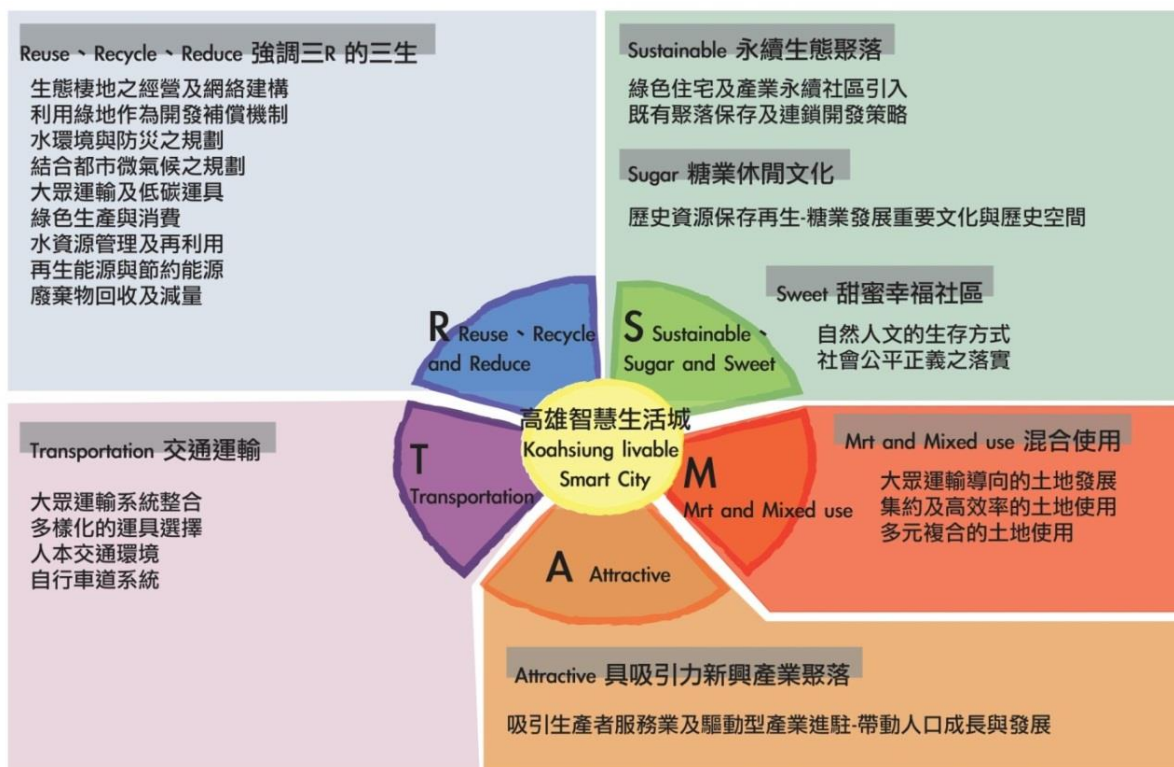 Reuse、Recycle、Reduce 強調三R 的三生
生態棲地之經營及網絡建構
利用綠地作為開發補償機制
水環境與防災之規劃
結合都市微氣候之規劃
大眾運輸及低碳運具
綠色生產與消費
水資源管理及再利用
再生能源與節約能源
廢棄物回收及減量
Sustainable 永續生態聚落
綠色住宅及產業永續社區引入
既有聚落保存及連鎖開發策略
Sugar 糖業休閒文化
歷史資源保存再生-糖業發展重要文化與歷史空間
Sweet 甜蜜幸福社區
自然人文的生存方式
社會公平正義之落實
R Reuse、Recycle
and Reduce
S Sustainable、
Sugar and Sweet
高雄智慧生活城
Koahsiung livable
Smart City
T
Transportation
M
Mrt and Mixed use
A Attractive
Transportation 交通運輸
大眾運輸系統整合
多樣化的運具選擇
人本交通環境
自行車道系統
Mrt and Mixed use 混合使用
大眾運輸導向的土地發展
集約及高效率的土地使用
多元複合的土地使用
Attractive 具吸引力新興產業聚落
吸引生產者服務業及驅動型產業進駐-帶動人口成長與發展